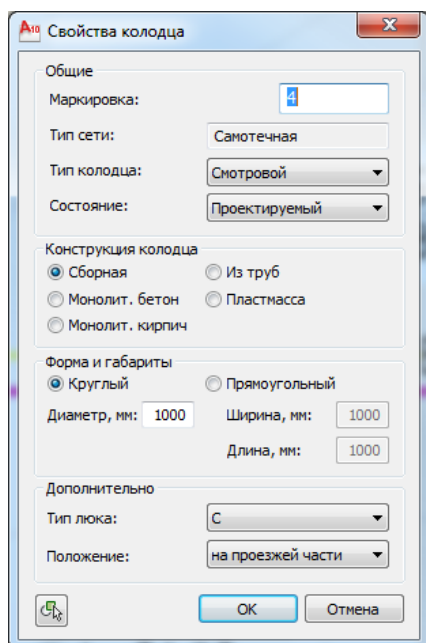 A10 Свойства колодца
Общие
Маркировка: 4
Тип сети: Самотечная
Тип колодца: Смотровой
Состояние: Проектируемый
Конструкция колодца
Сборная Из труб
Монолит. бетон Пластмасса
Монолит. кирпич
Форма и габариты
Круглый Прямоугольный
Диаметр, мм: 1000 Ширина, мм: 1000
Длина, мм: 1000
Дополнительно
Тип люка: С
Положение: на проезжей части
ОК Отмена